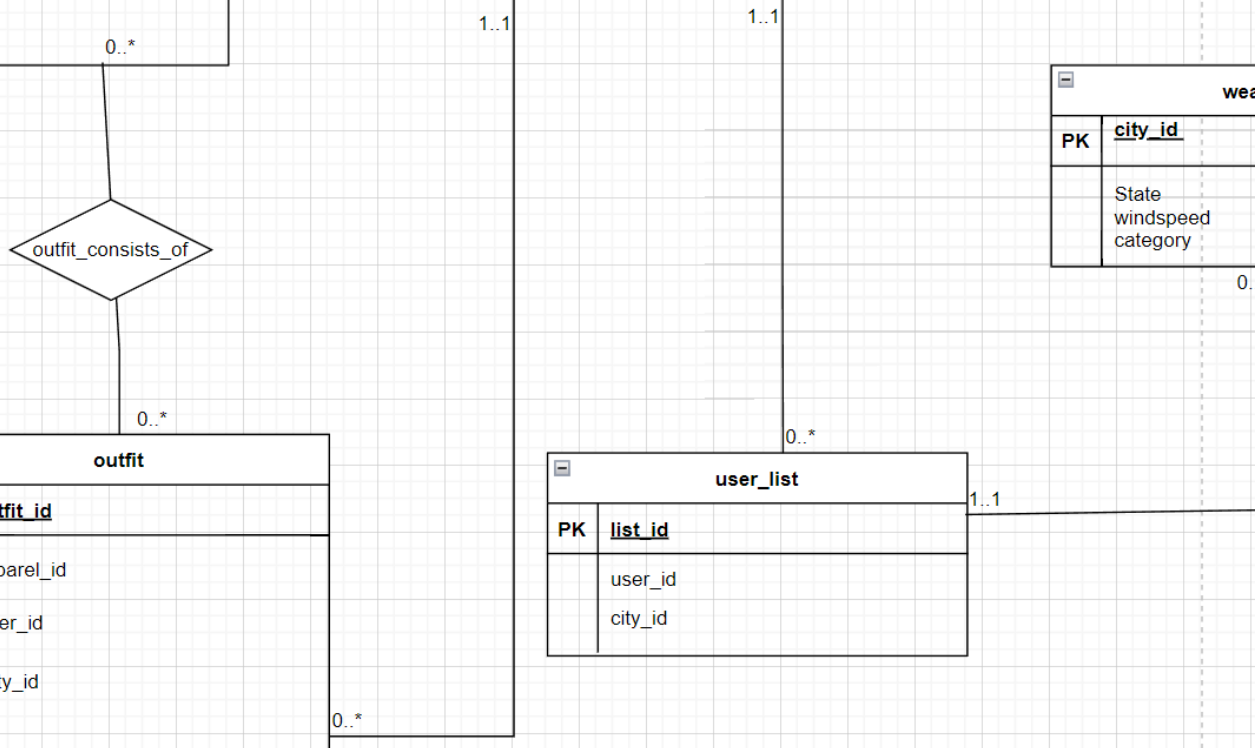 1..1
1..1
0..*
wea
PK
city_id
State
windspeed
category
outfit_consists_of
0.
0..*
0..*
outfit
user_list
1..1
tfit_id
PK
list_id
parel_id
user_id
er_id
city_id
ty_id
0..*